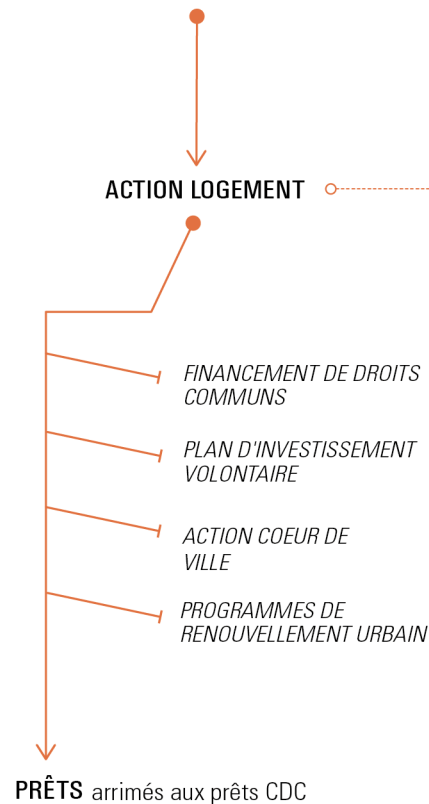 ACTION LOGEMENT
FINANCEMENT DE DROITS
COMMUNS
PLAN D'INVESTISSEMENT
VOLONTAIRE
ACTION COEUR DE
VILLE
PROGRAMMES DE
RENOUVELLEMENT URBAIN
PRÊTS arrimés aux prêts CDC